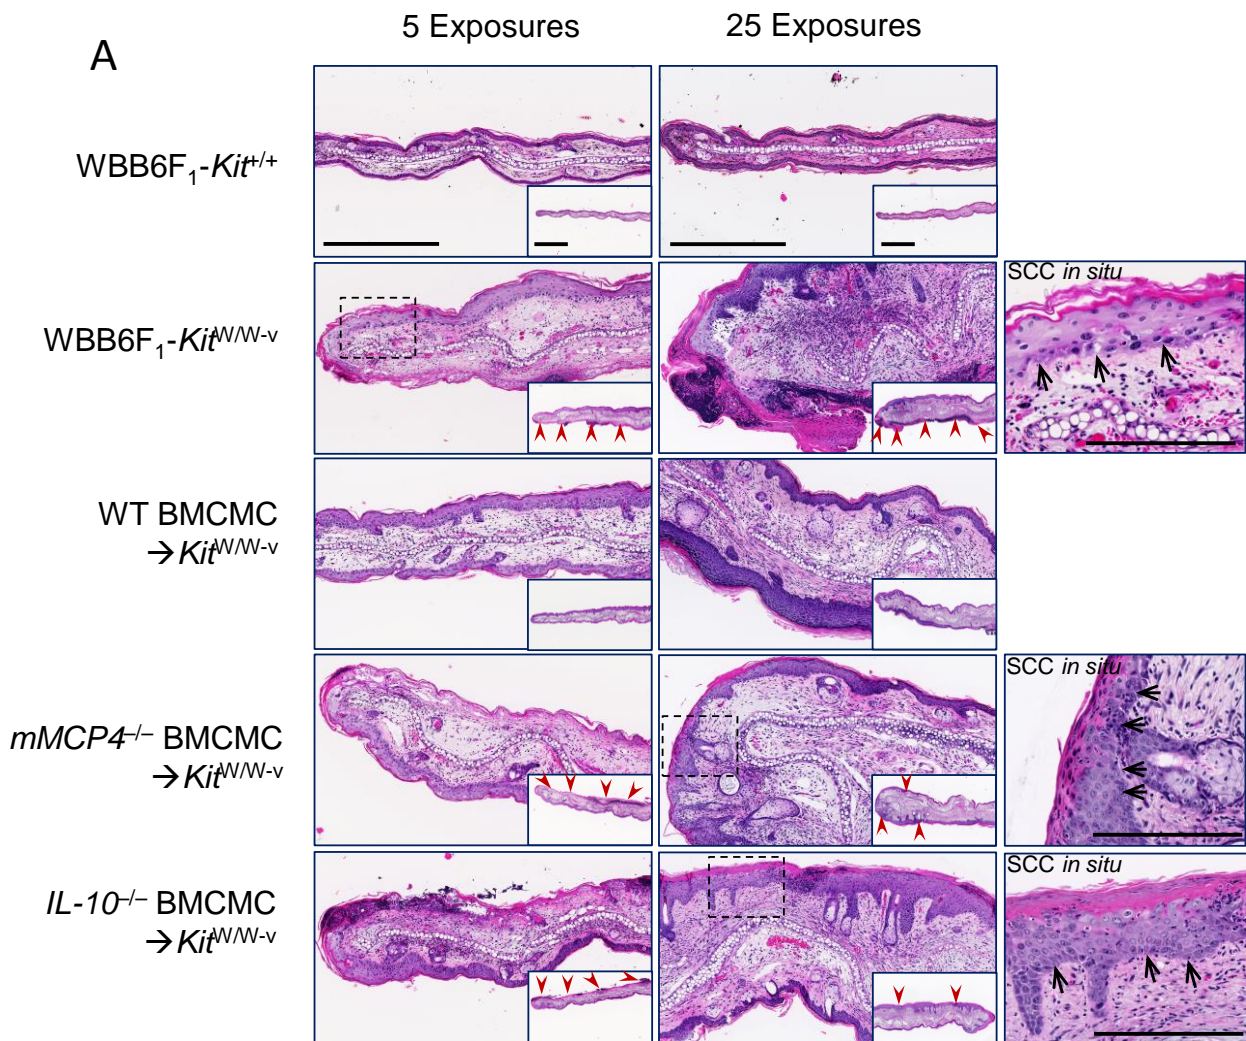 A
5 Exposures
25 Exposures
WBB6F₁-Kit⁺/⁺
WBB6F₁-Kitᵂ/ᵂ⁻ᵛ
SCC in situ
WT BMCMC
→ Kitᵂ/ᵂ⁻ᵛ
mMCP4⁻/⁻ BMCMC
→ Kitᵂ/ᵂ⁻ᵛ
SCC in situ
IL-10⁻/⁻ BMCMC
→ Kitᵂ/ᵂ⁻ᵛ
SCC in situ